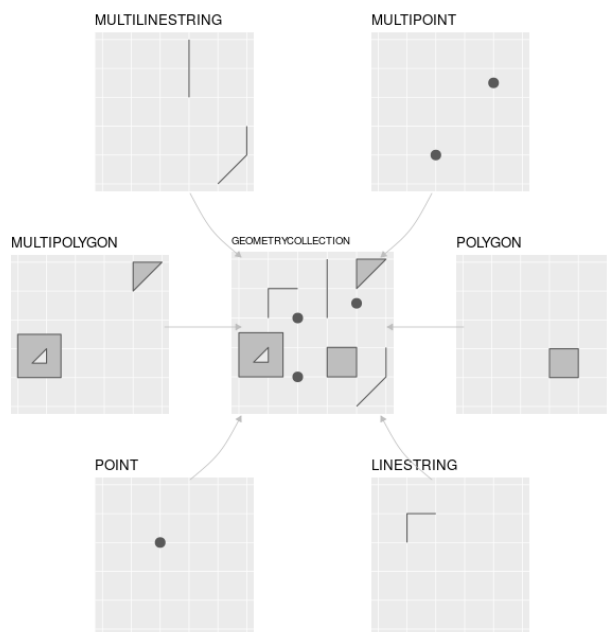 MULTILINESTRING
MULTIPOINT
MULTIPOLYGON
GEOMETRYCOLLECTION
POLYGON
POINT
LINESTRING